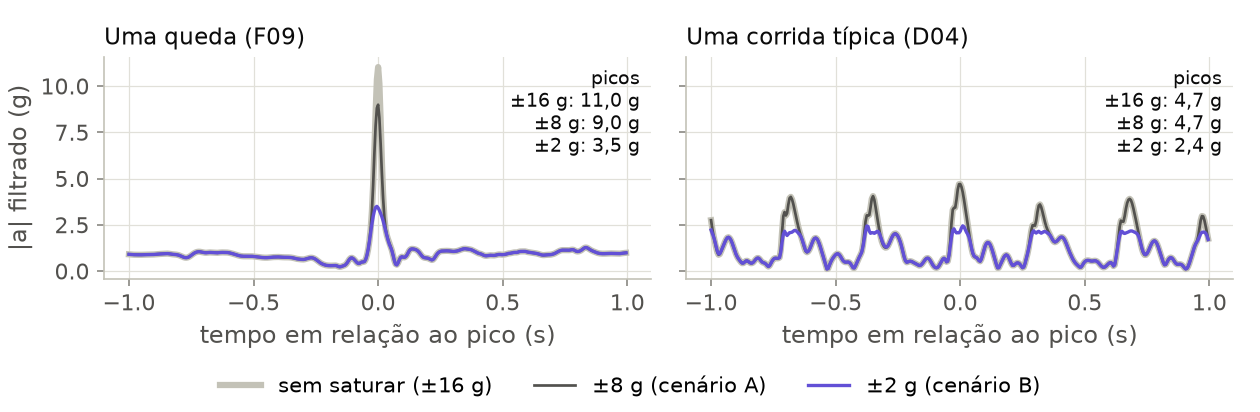 Uma queda (F09)
|a| filtrado (g)
10.0
7.5
5.0
2.5
0.0
picos
±16 g: 11,0 g
±8 g: 9,0 g
±2 g: 3,5 g
−1.0
−0.5
0.0
0.5
1.0
tempo em relação ao pico (s)
Uma corrida típica (D04)
picos
±16 g: 4,7 g
±8 g: 4,7 g
±2 g: 2,4 g
−1.0
−0.5
0.0
0.5
1.0
tempo em relação ao pico (s)
sem saturar (±16 g)
±8 g (cenário A)
±2 g (cenário B)